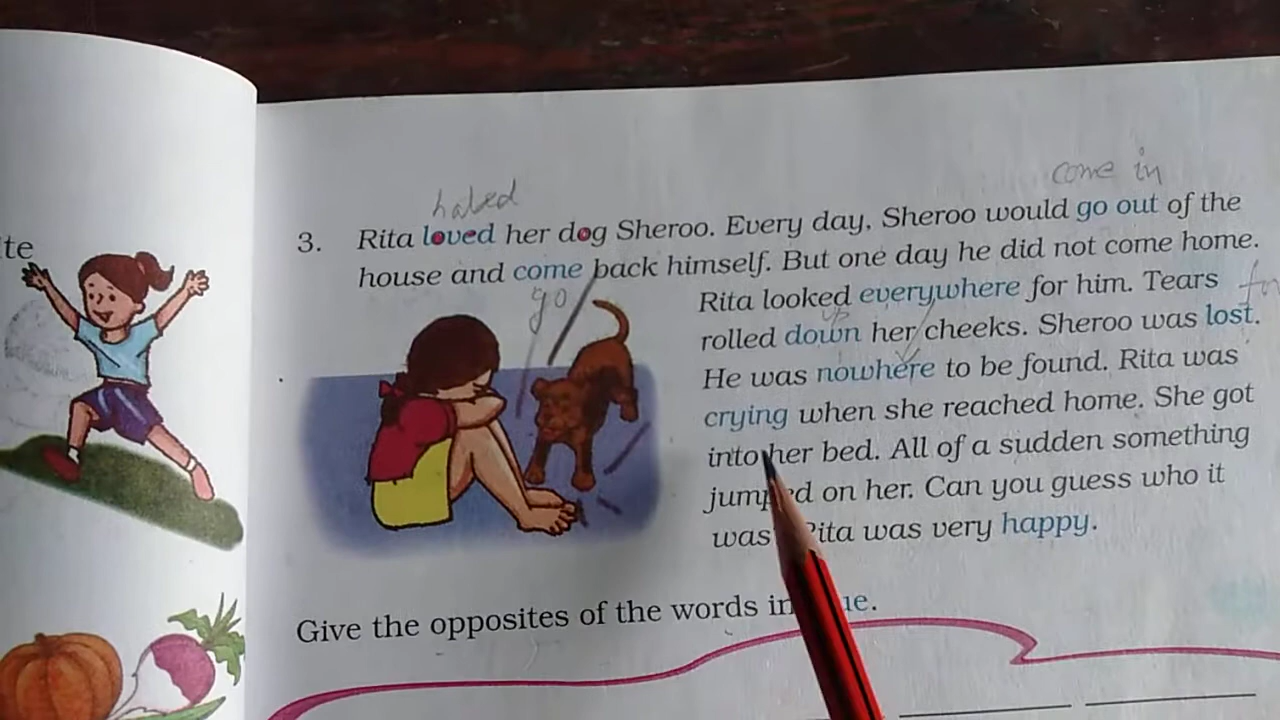 hated
come in
3. Rita loved her dog Sheroo. Every day, Sheroo would go out of the
house and come back himself. But one day he did not come home.
go
Rita looked everywhere for him. Tears
up
rolled down her cheeks. Sheroo was lost.
He was nowhere to be found. Rita was
crying when she reached home. She got
into her bed. All of a sudden something
jumped on her. Can you guess who it
was Rita was very happy.
Give the opposites of the words in